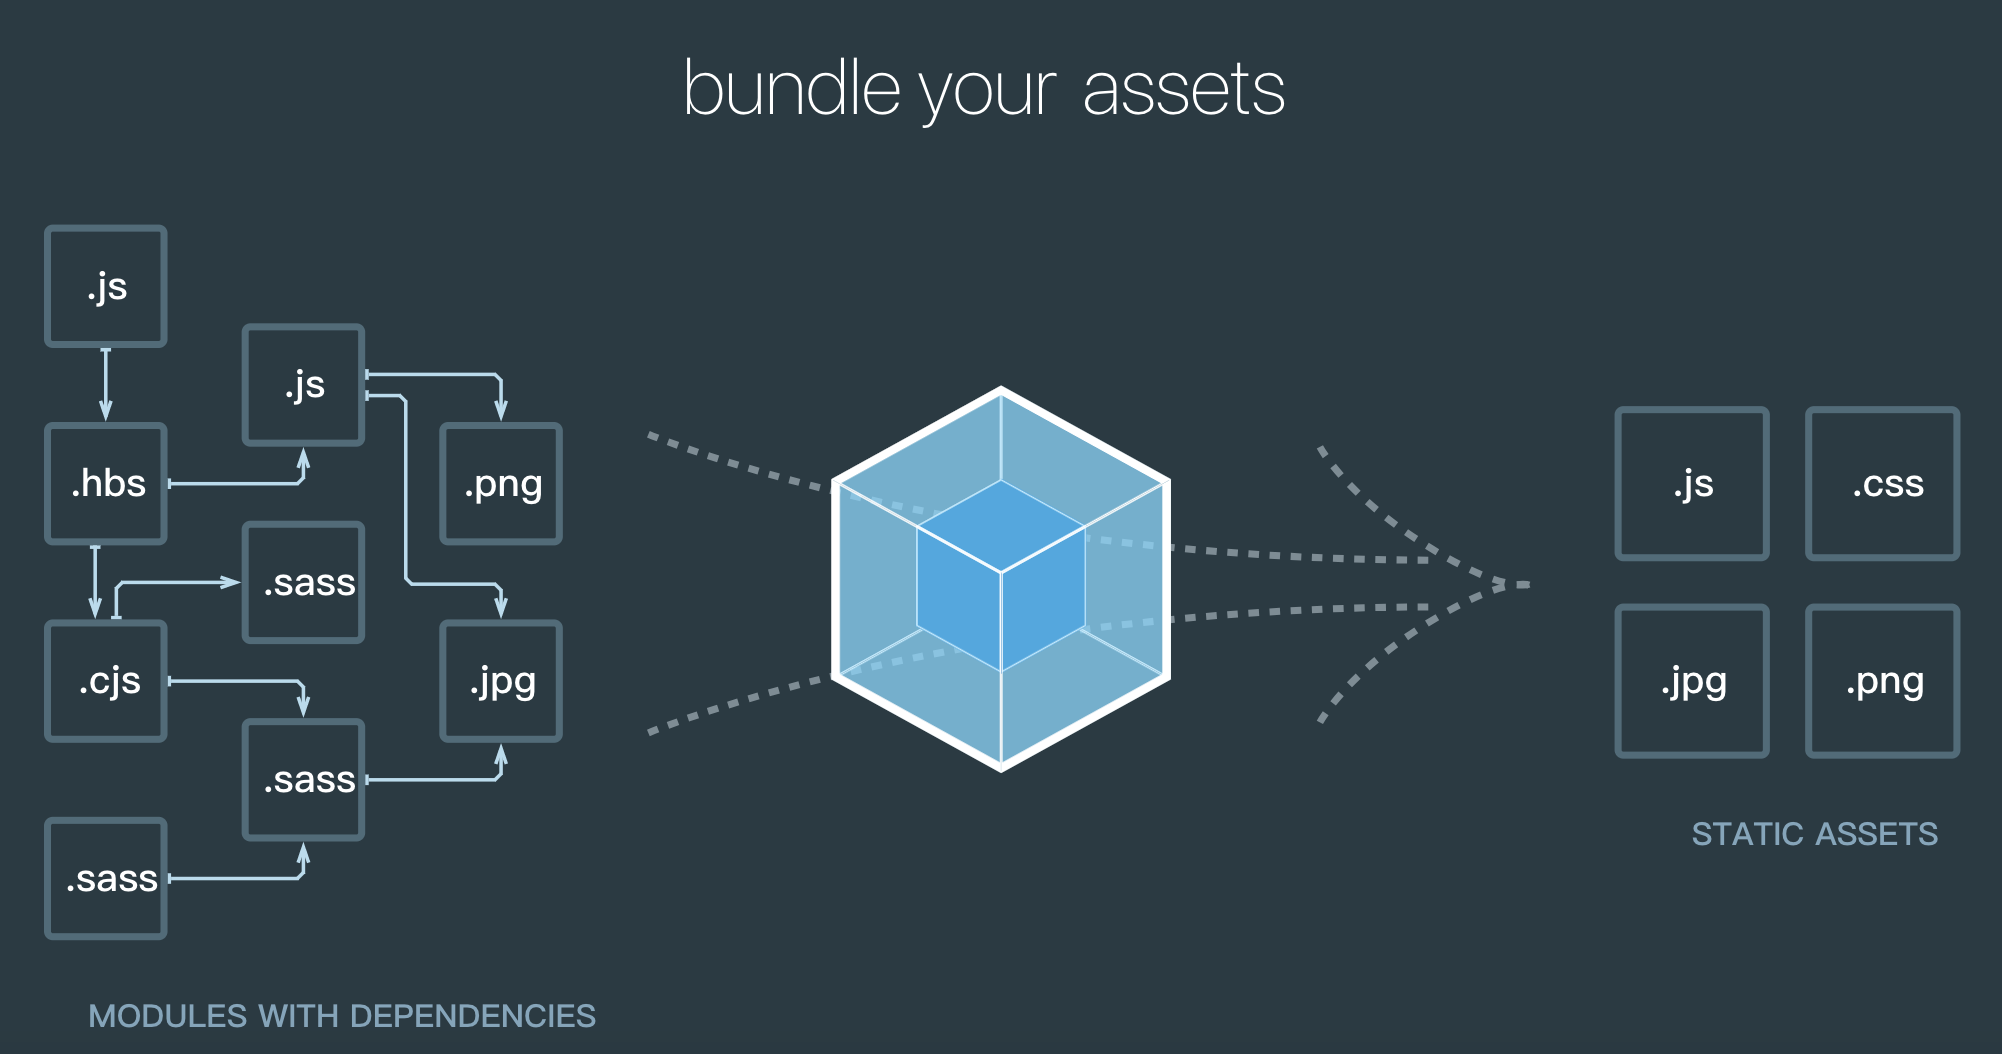 bundle your assets
.js
.js
.hbs
.png
.js
.css
.sass
.cjs
.jpg
.jpg
.png
.sass
STATIC ASSETS
.sass
MODULES WITH DEPENDENCIES